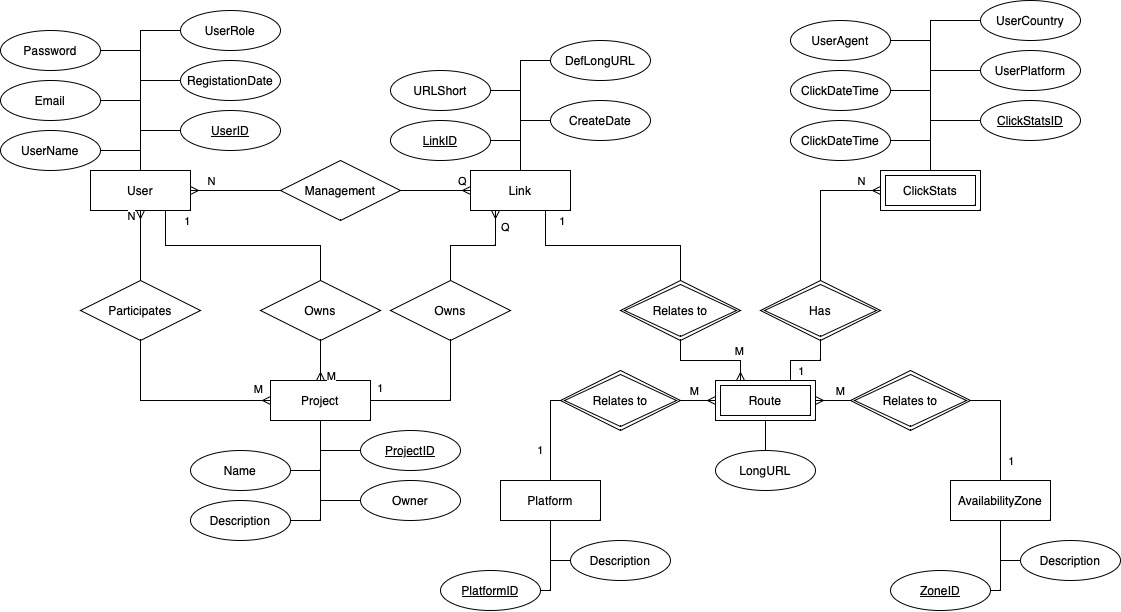 UserRole
Password
RegistationDate
Email
UserID
UserName
User
DefLongURL
URLShort
CreateDate
LinkID
Link
UserCountry
UserAgent
UserPlatform
ClickDateTime
ClickStatsID
ClickDateTime
ClickStats
N
Management
Q
N
N
1
Q
1
Participates
Owns
Owns
Relates to
Has
M
1
M
M
1
Project
Relates to
M
Route
M
Relates to
ProjectID
Name
Owner
Description
1
LongURL
1
Platform
AvailabilityZone
Description
PlatformID
Description
ZoneID